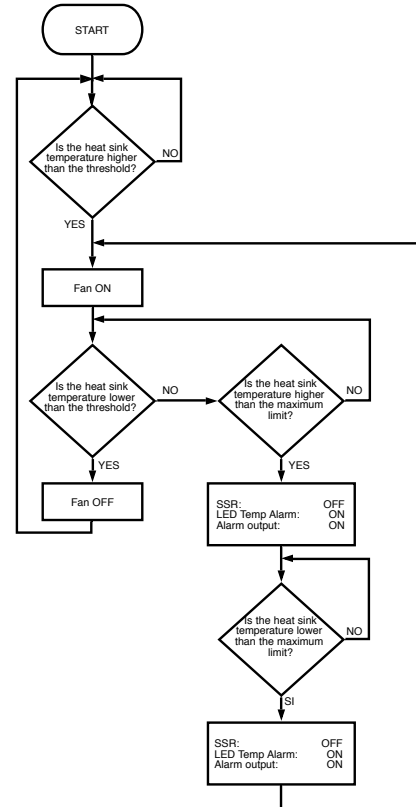 START
Is the heat sink
temperature higher
than the threshold?
NO
YES
Fan ON
Is the heat sink
temperature lower
than the threshold?
NO
Is the heat sink
temperature higher
than the maximum
limit?
NO
YES
YES
Fan OFF
SSR: OFF
LED Temp Alarm: ON
Alarm output: ON
Is the heat sink
temperature lower
than the maximum
limit?
NO
SI
SSR: OFF
LED Temp Alarm: ON
Alarm output: ON